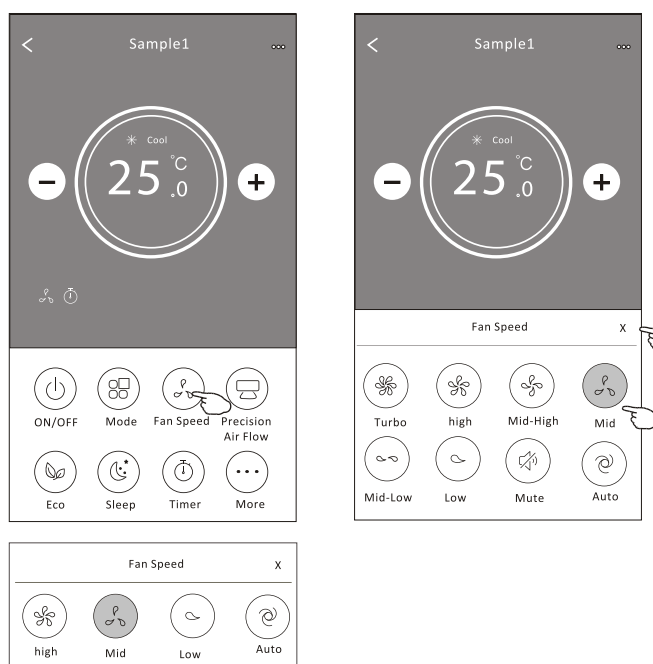 Sample1
Cool
25.0°C
ON/OFF Mode Fan Speed Precision Air Flow
Eco Sleep Timer More
Sample1
Cool
25.0°C
Fan Speed X
Turbo high Mid-High Mid
Mid-Low Low Mute Auto
Fan Speed X
high Mid Low Auto